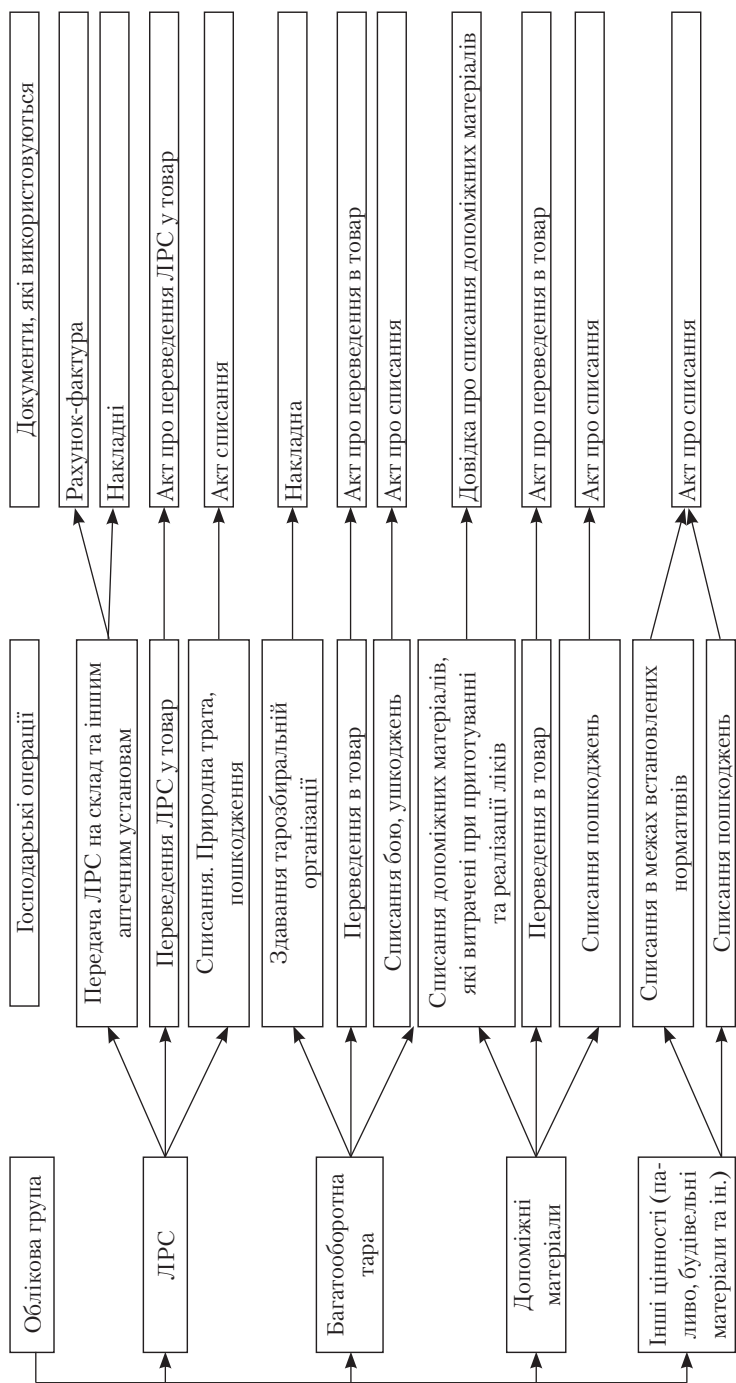 Облікова група
Господарські операції
Документи, які використовуються
ЛРС
Передача ЛРС на склад та іншим
аптечним установам
Рахунок-фактура
Накладні
Переведення ЛРС у товар
Акт про переведення ЛРС у товар
Списання. Природна трата,
пошкодження
Акт списання
Багатооборотна
тара
Здавання тарозбиральній
організації
Накладна
Переведення в товар
Акт про переведення в товар
Списання бою, ушкоджень
Акт про списання
Допоміжні
матеріали
Списання допоміжних матеріалів,
які витрачені при приготуванні
та реалізації ліків
Довідка про списання допоміжних матеріалів
Переведення в товар
Акт про переведення в товар
Списання пошкоджень
Акт про списання
Інші цінності (па-
ливо, будівельні
матеріали та ін.)
Списання в межах встановлених
нормативів
Списання пошкоджень
Акт про списання